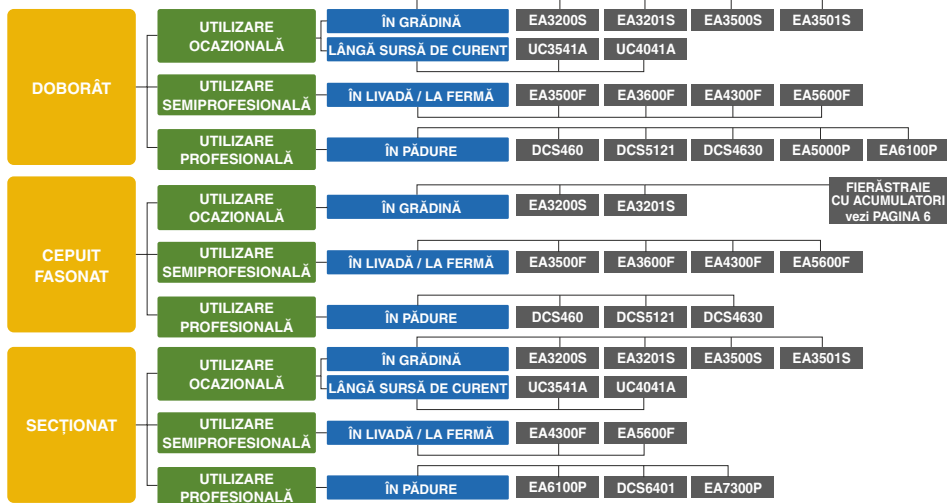 DOBORÂT
UTILIZARE
OCAZIONALĂ
ÎN GRĂDINĂ
EA3200S
EA3201S
EA3500S
EA3501S
LÂNGĂ SURSĂ DE CURENT
UC3541A
UC4041A
UTILIZARE
SEMIPROFESIONALĂ
ÎN LIVADĂ / LA FERMĂ
EA3500F
EA3600F
EA4300F
EA5600F
UTILIZARE
PROFESIONALĂ
ÎN PĂDURE
DCS460
DCS5121
DCS4630
EA5000P
EA6100P
CEPUIT
FASONAT
UTILIZARE
OCAZIONALĂ
ÎN GRĂDINĂ
EA3200S
EA3201S
FIERĂSTRAIE
CU ACUMULATORI
vezi PAGINA 6
UTILIZARE
SEMIPROFESIONALĂ
ÎN LIVADĂ / LA FERMĂ
EA3500F
EA3600F
EA4300F
EA5600F
UTILIZARE
PROFESIONALĂ
ÎN PĂDURE
DCS460
DCS5121
DCS4630
SECȚIONAT
UTILIZARE
OCAZIONALĂ
ÎN GRĂDINĂ
EA3200S
EA3201S
EA3500S
EA3501S
LÂNGĂ SURSĂ DE CURENT
UC3541A
UC4041A
UTILIZARE
SEMIPROFESIONALĂ
ÎN LIVADĂ / LA FERMĂ
EA4300F
EA5600F
UTILIZARE
PROFESIONALĂ
ÎN PĂDURE
EA6100P
DCS6401
EA7300P